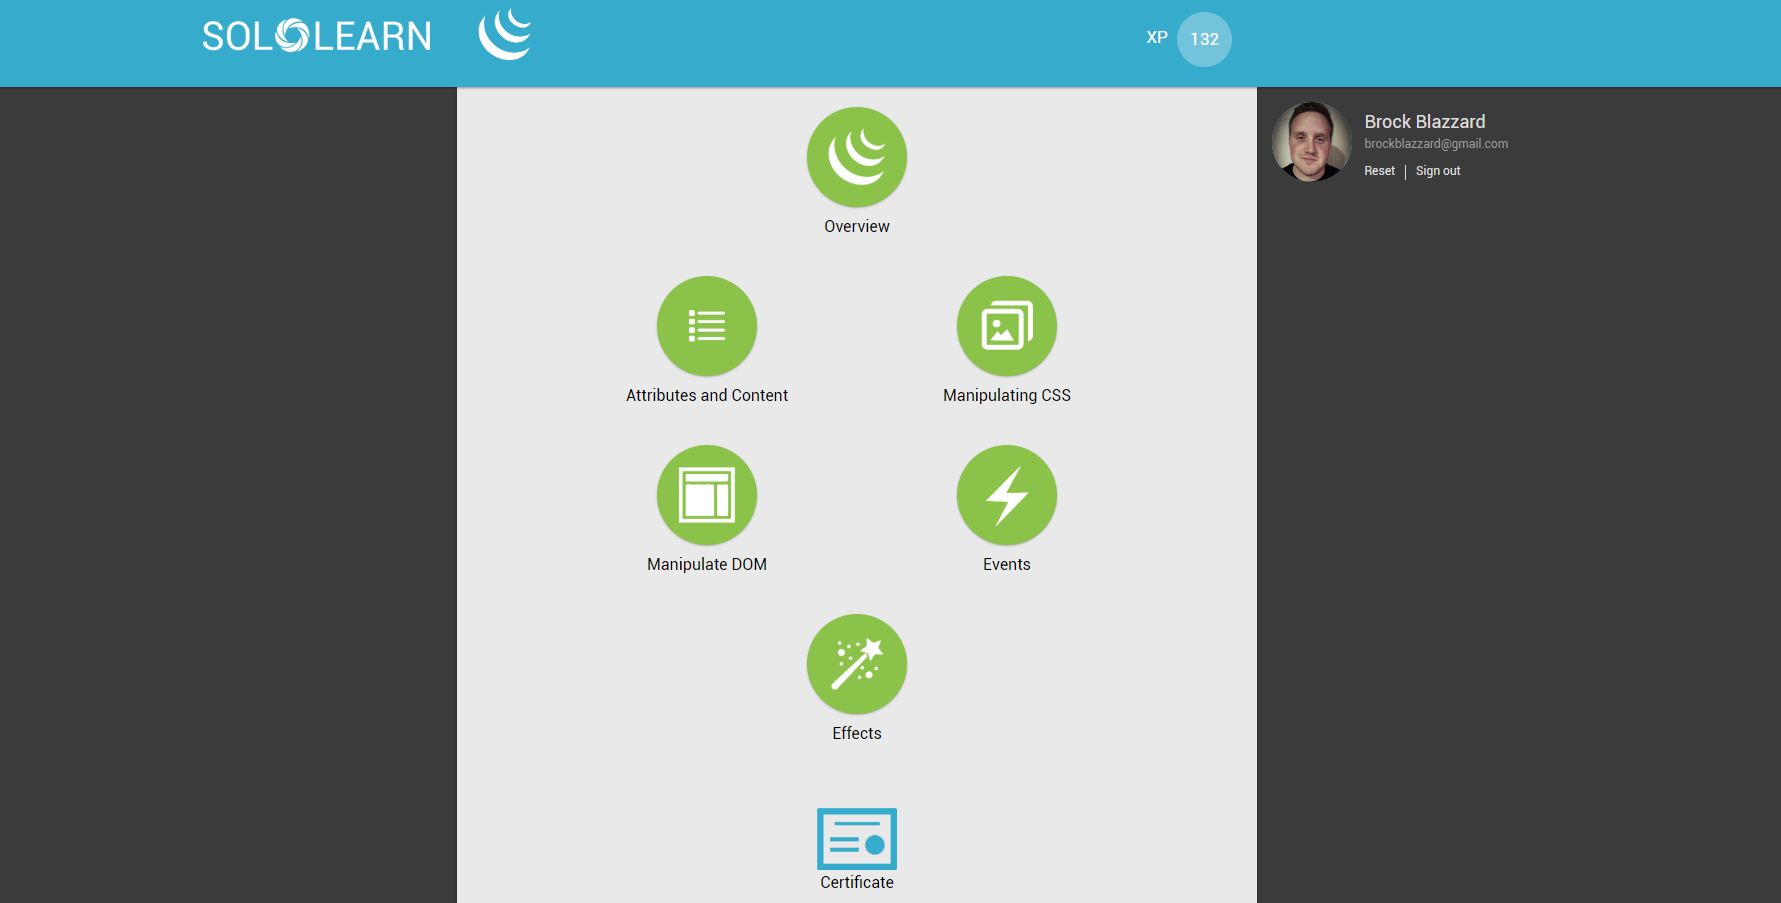 SOLOLEARN
XP 132
Brock Blazzard
brockblazzard@gmail.com
Reset | Sign out
Overview
Attributes and Content
Manipulating CSS
Manipulate DOM
Events
Effects
Certificate